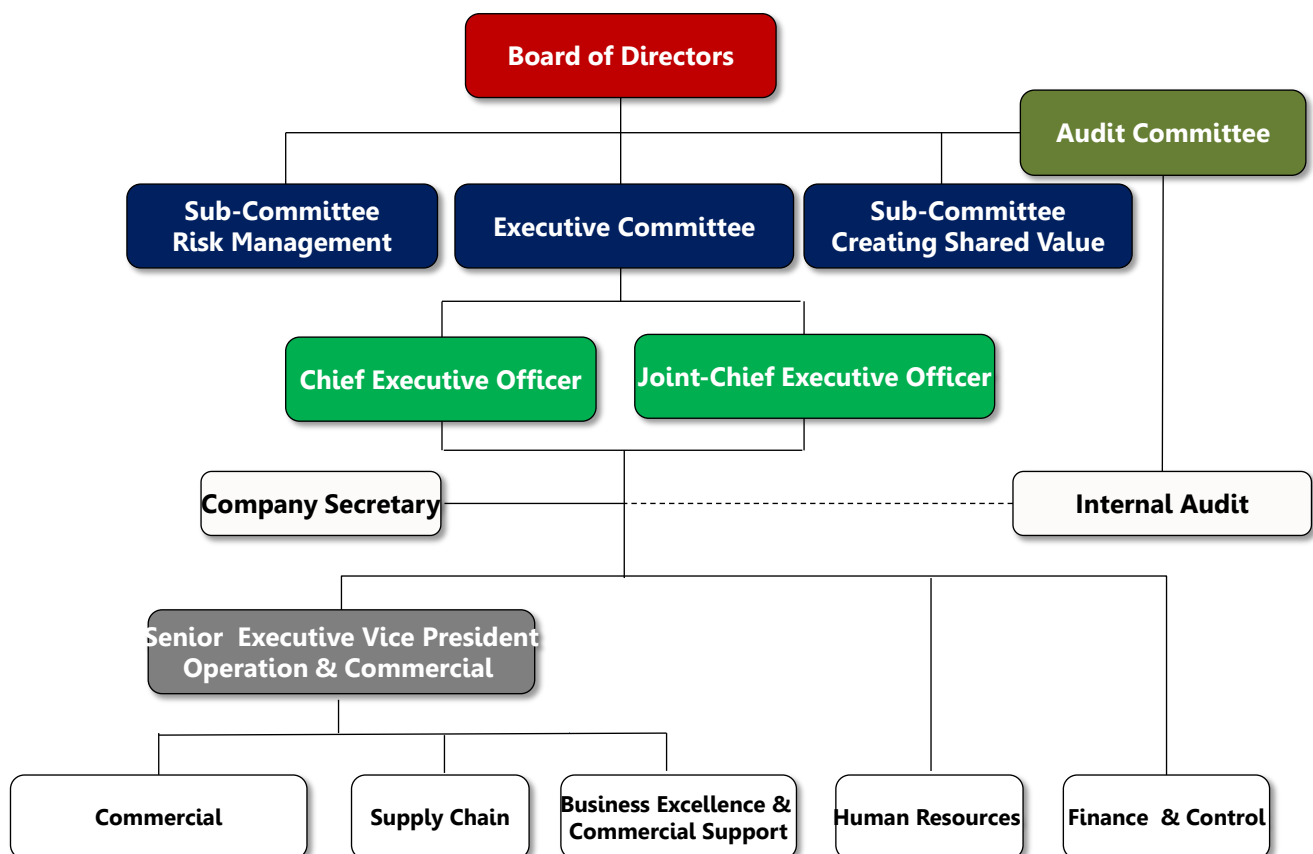 Board of Directors
Audit Committee
Sub-Committee
Risk Management
Executive Committee
Sub-Committee
Creating Shared Value
Chief Executive Officer
Joint-Chief Executive Officer
Company Secretary
Internal Audit
Senior Executive Vice President
Operation & Commercial
Commercial
Supply Chain
Business Excellence &
Commercial Support
Human Resources
Finance & Control